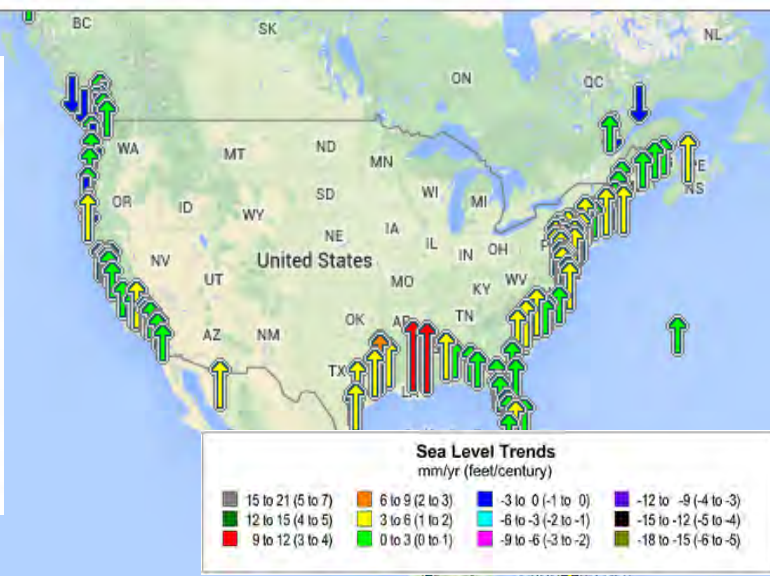 BC
SK
NL
ON
QC
WA
MT
ND
MN
NS
OR
ID
SD
WI
MI
WY
IA
NE
NV
IL
IN
OH
United States
UT
MO
KY
WV
OK
TN
AZ
NM
TX
Sea Level Trends
mm/yr (feet/century)
15 to 21 (5 to 7) 6 to 9 (2 to 3) -3 to 0 (-1 to 0) -12 to -9 (-4 to -3)
12 to 15 (4 to 5) 3 to 6 (1 to 2) -6 to -3 (-2 to -1) -15 to -12 (-5 to -4)
9 to 12 (3 to 4) 0 to 3 (0 to 1) -9 to -6 (-3 to -2) -18 to -15 (-6 to -5)